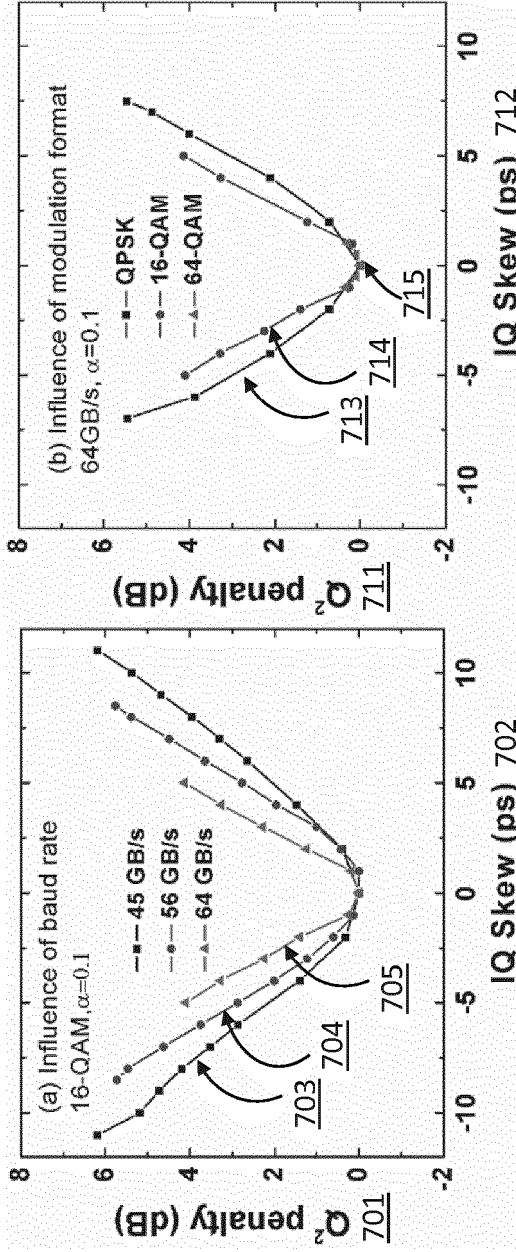 (a) Influence of baud rate
16-QAM,α=0.1
45 GB/s
56 GB/s
64 GB/s
8
6
4
2
0
-2
-10
-5
0
5
10
Q² penalty (dB)
701
IQ Skew (ps) 702
703
704
705
(b) Influence of modulation format
64GB/s, α=0.1
QPSK
16-QAM
64-QAM
8
6
4
2
0
-2
-10
-5
0
5
10
Q² penalty (dB)
711
IQ Skew (ps) 712
713
714
715